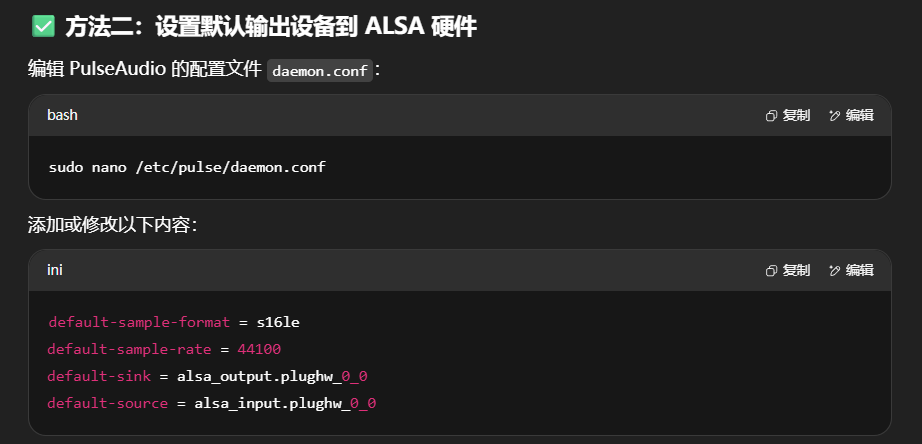 ✅ 方法二：设置默认输出设备到 ALSA 硬件
编辑 PulseAudio 的配置文件 daemon.conf：
bash 复制 编辑
sudo nano /etc/pulse/daemon.conf
添加或修改以下内容：
ini 复制 编辑
default-sample-format = s16le
default-sample-rate = 44100
default-sink = alsa_output.plughw_0_0
default-source = alsa_input.plughw_0_0